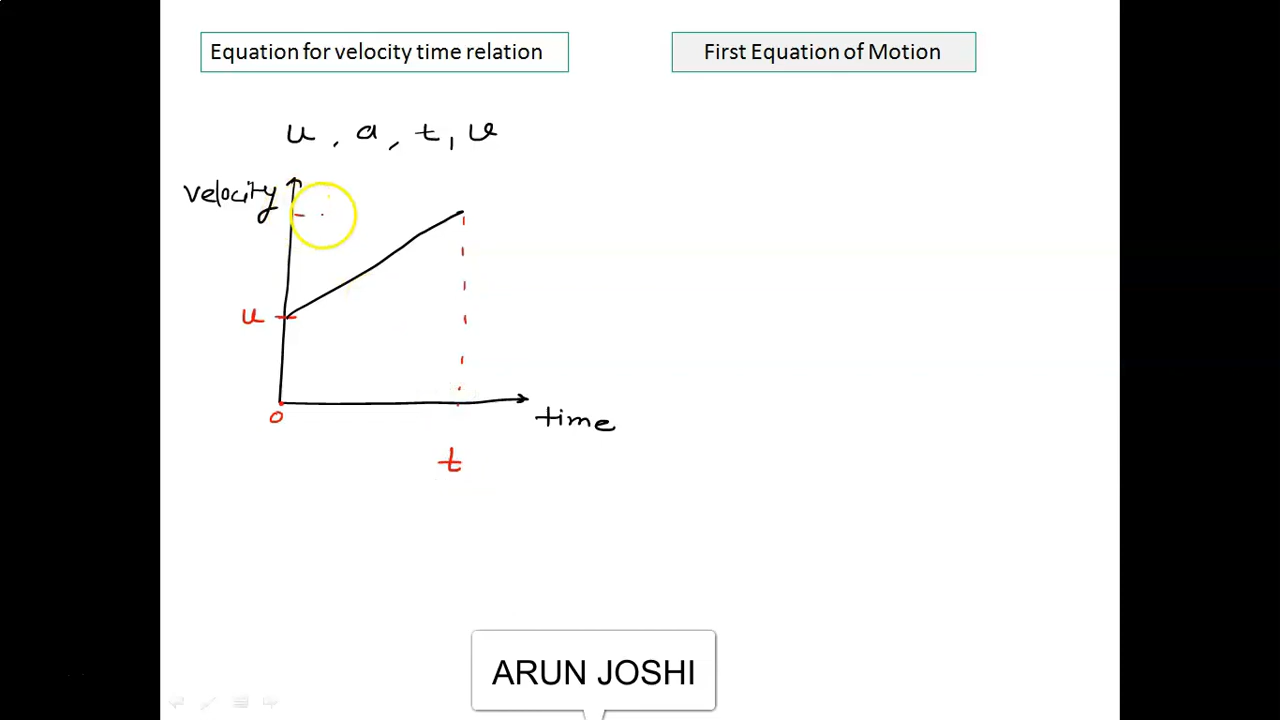 Equation for velocity time relation
First Equation of Motion
u , a , t , v
velocity
u
0
time
t
ARUN JOSHI